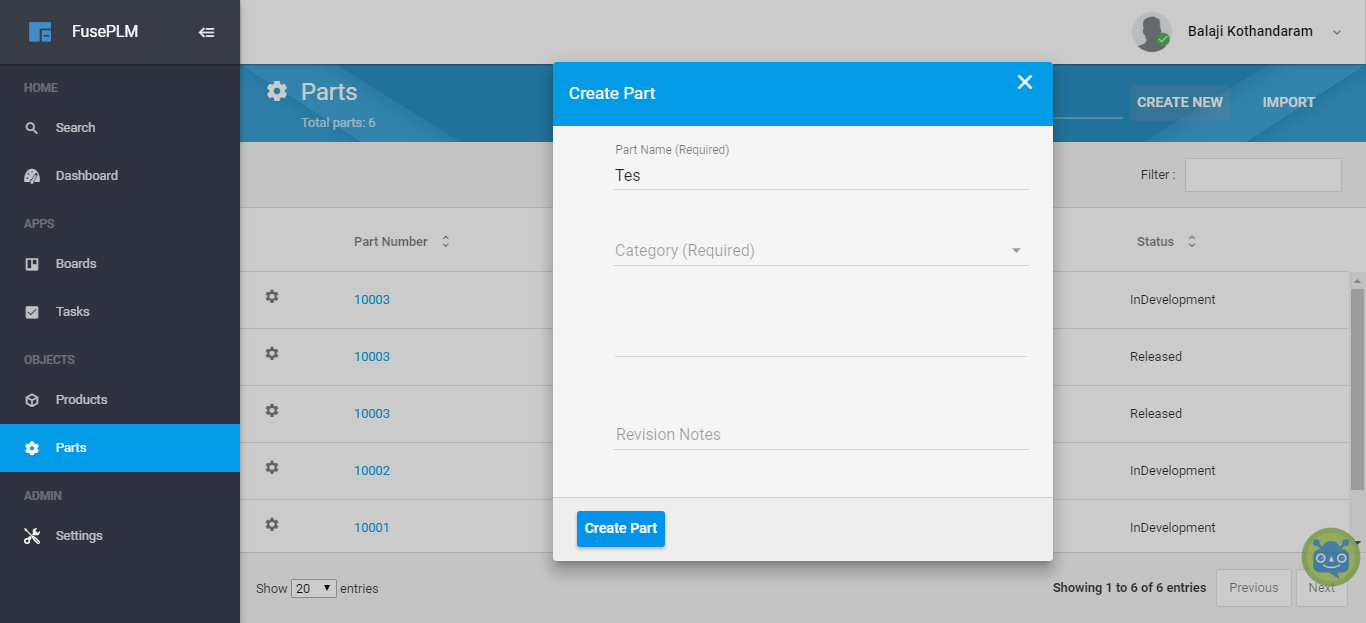 FusePLM
Balaji Kothandaram
HOME
Search
Dashboard
APPS
Boards
Tasks
OBJECTS
Products
Parts
ADMIN
Settings
Parts
Total parts: 6
CREATE NEW
IMPORT
Filter :
Part Number
Status
10003
InDevelopment
10003
Released
10003
Released
10002
InDevelopment
10001
InDevelopment
Show 20 entries
Showing 1 to 6 of 6 entries
Previous
Next
Create Part
Part Name (Required)
Tes
Category (Required)
Revision Notes
Create Part